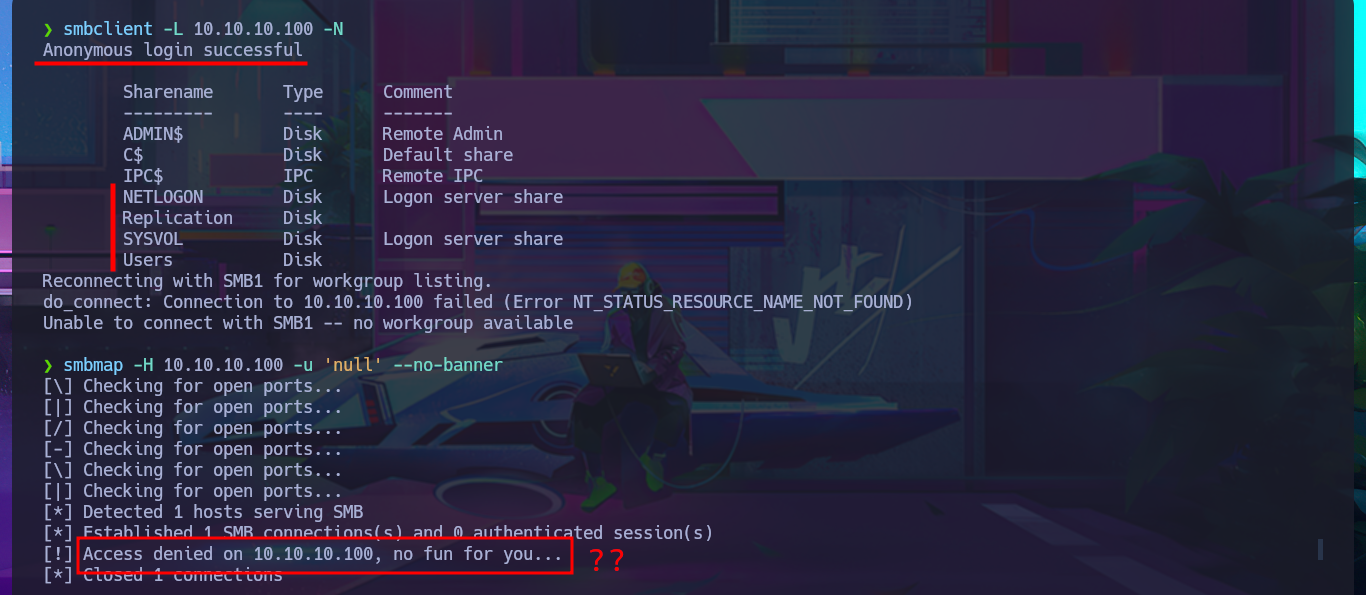 ❯ smbclient -L 10.10.10.100 -N
Anonymous login successful
Sharename Type Comment
--------- ---- -------
ADMIN$ Disk Remote Admin
C$ Disk Default share
IPC$ IPC Remote IPC
NETLOGON Disk Logon server share
Replication Disk
SYSVOL Disk Logon server share
Users Disk
Reconnecting with SMB1 for workgroup listing.
do_connect: Connection to 10.10.10.100 failed (Error NT_STATUS_RESOURCE_NAME_NOT_FOUND)
Unable to connect with SMB1 -- no workgroup available
❯ smbmap -H 10.10.10.100 -u 'null' --no-banner
[\] Checking for open ports...
[|] Checking for open ports...
[/] Checking for open ports...
[-] Checking for open ports...
[\] Checking for open ports...
[|] Checking for open ports...
[*] Detected 1 hosts serving SMB
[*] Established 1 SMB connections(s) and 0 authenticated session(s)
[!] Access denied on 10.10.10.100, no fun for you... ??
[*] Closed 1 connections